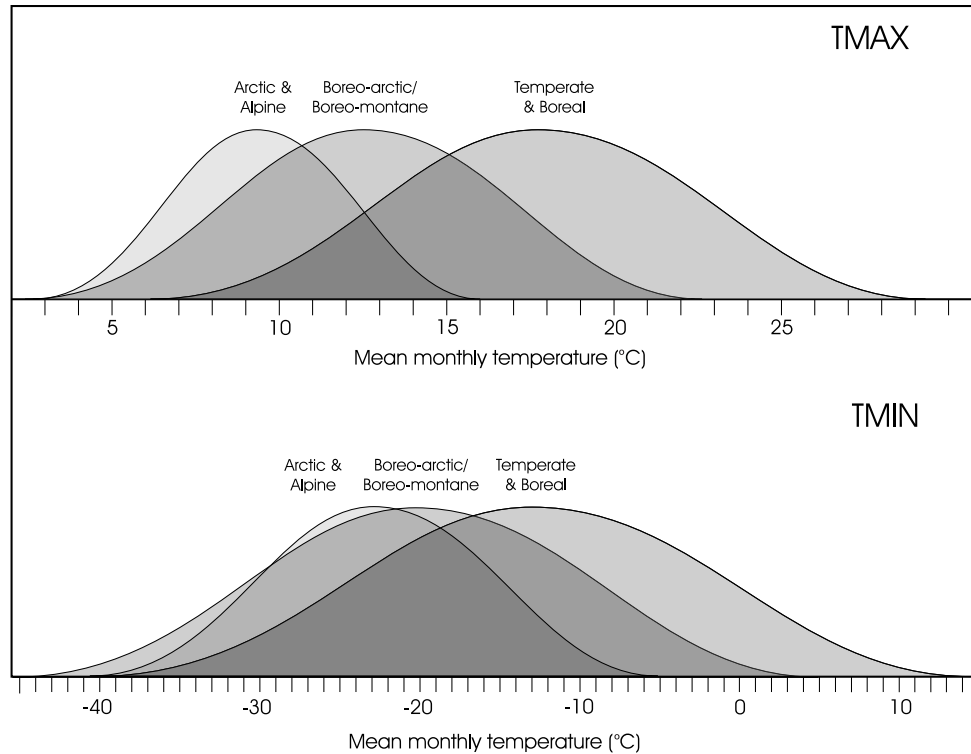 TMAX
Arctic &
Alpine
Boreo-arctic/
Boreo-montane
Temperate
& Boreal
5 10 15 20 25
Mean monthly temperature (°C)
TMIN
Arctic &
Alpine
Boreo-arctic/
Boreo-montane
Temperate
& Boreal
-40 -30 -20 -10 0 10
Mean monthly temperature (°C)